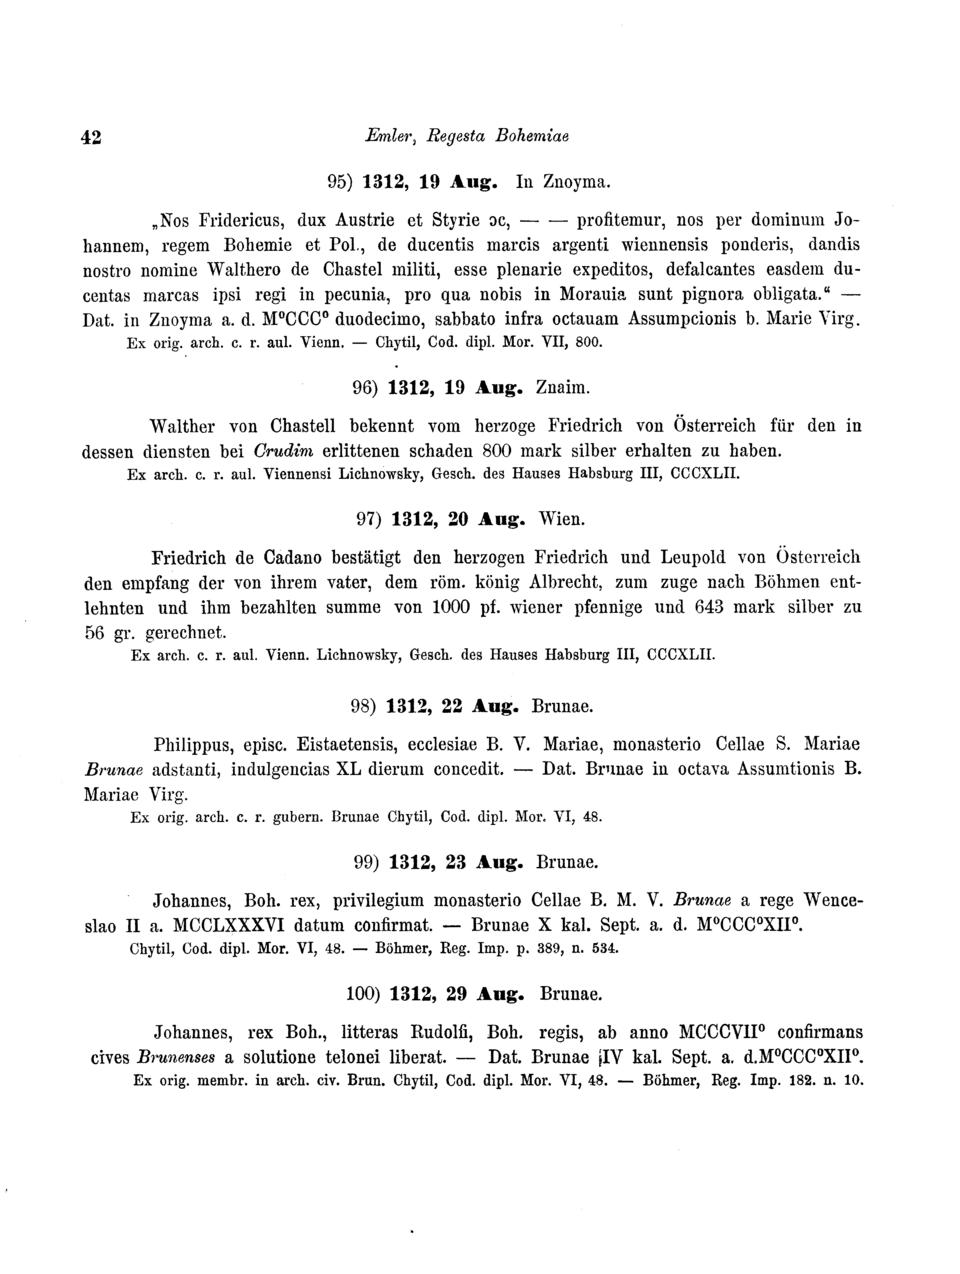 42
Emler, Regesta Bohemiae
95) 1312, 19 Aug. In Znoyma.
„Nos Fridericus, dux Austrie et Styrie ɔc, — — profitemur, nos per dominum Jo-
hannem, regem Bohemie et Pol., de ducentis marcis argenti wiennensis ponderis, dandis
nostro nomine Walthero de Chastel militi, esse plenarie expeditos, defalcantes easdem du-
centas marcas ipsi regi in pecunia, pro qua nobis in Morauia sunt pignora obligata.“ —
Dat. in Znoyma a. d. M⁰CCC⁰ duodecimo, sabbato infra octauam Assumpcionis b. Marie Virg.
Ex orig. arch. c. r. aul. Vienn. — Chytil, Cod. dipl. Mor. VII, 800.
96) 1312, 19 Aug. Znaim.
Walther von Chastell bekennt vom herzoge Friedrich von Österreich für den in
dessen diensten bei Crudim erlittenen schaden 800 mark silber erhalten zu haben.
Ex arch. c. r. aul. Viennensi Lichnowsky, Gesch. des Hauses Habsburg III, CCCXLII.
97) 1312, 20 Aug. Wien.
Friedrich de Cadano bestätigt den herzogen Friedrich und Leupold von Österreich
den empfang der von ihrem vater, dem röm. könig Albrecht, zum zuge nach Böhmen ent-
lehnten und ihm bezahlten summe von 1000 pf. wiener pfennige und 643 mark silber zu
56 gr. gerechnet.
Ex arch. c. r. aul. Vienn. Lichnowsky, Gesch. des Hauses Habsburg III, CCCXLII.
98) 1312, 22 Aug. Brunae.
Philippus, episc. Eistaetensis, ecclesiae B. V. Mariae, monasterio Cellae S. Mariae
Brunae adstanti, indulgencias XL dierum concedit. — Dat. Brunae in octava Assumtionis B.
Mariae Virg.
Ex orig. arch. c. r. gubern. Brunae Chytil, Cod. dipl. Mor. VI, 48.
99) 1312, 23 Aug. Brunae.
Johannes, Boh. rex, privilegium monasterio Cellae B. M. V. Brunae a rege Wence-
slao II a. MCCLXXXVI datum confirmat. — Brunae X kal. Sept. a. d. M⁰CCC⁰XII⁰.
Chytil, Cod. dipl. Mor. VI, 48. — Böhmer, Reg. Imp. p. 389, n. 534.
100) 1312, 29 Aug. Brunae.
Johannes, rex Boh., litteras Rudolfi, Boh. regis, ab anno MCCCVII⁰ confirmans
cives Brunenses a solutione telonei liberat. — Dat. Brunae IV kal. Sept. a. d.M⁰CCC⁰XII⁰.
Ex orig. membr. in arch. civ. Brun. Chytil, Cod. dipl. Mor. VI, 48. — Böhmer, Reg. Imp. 182. n. 10.